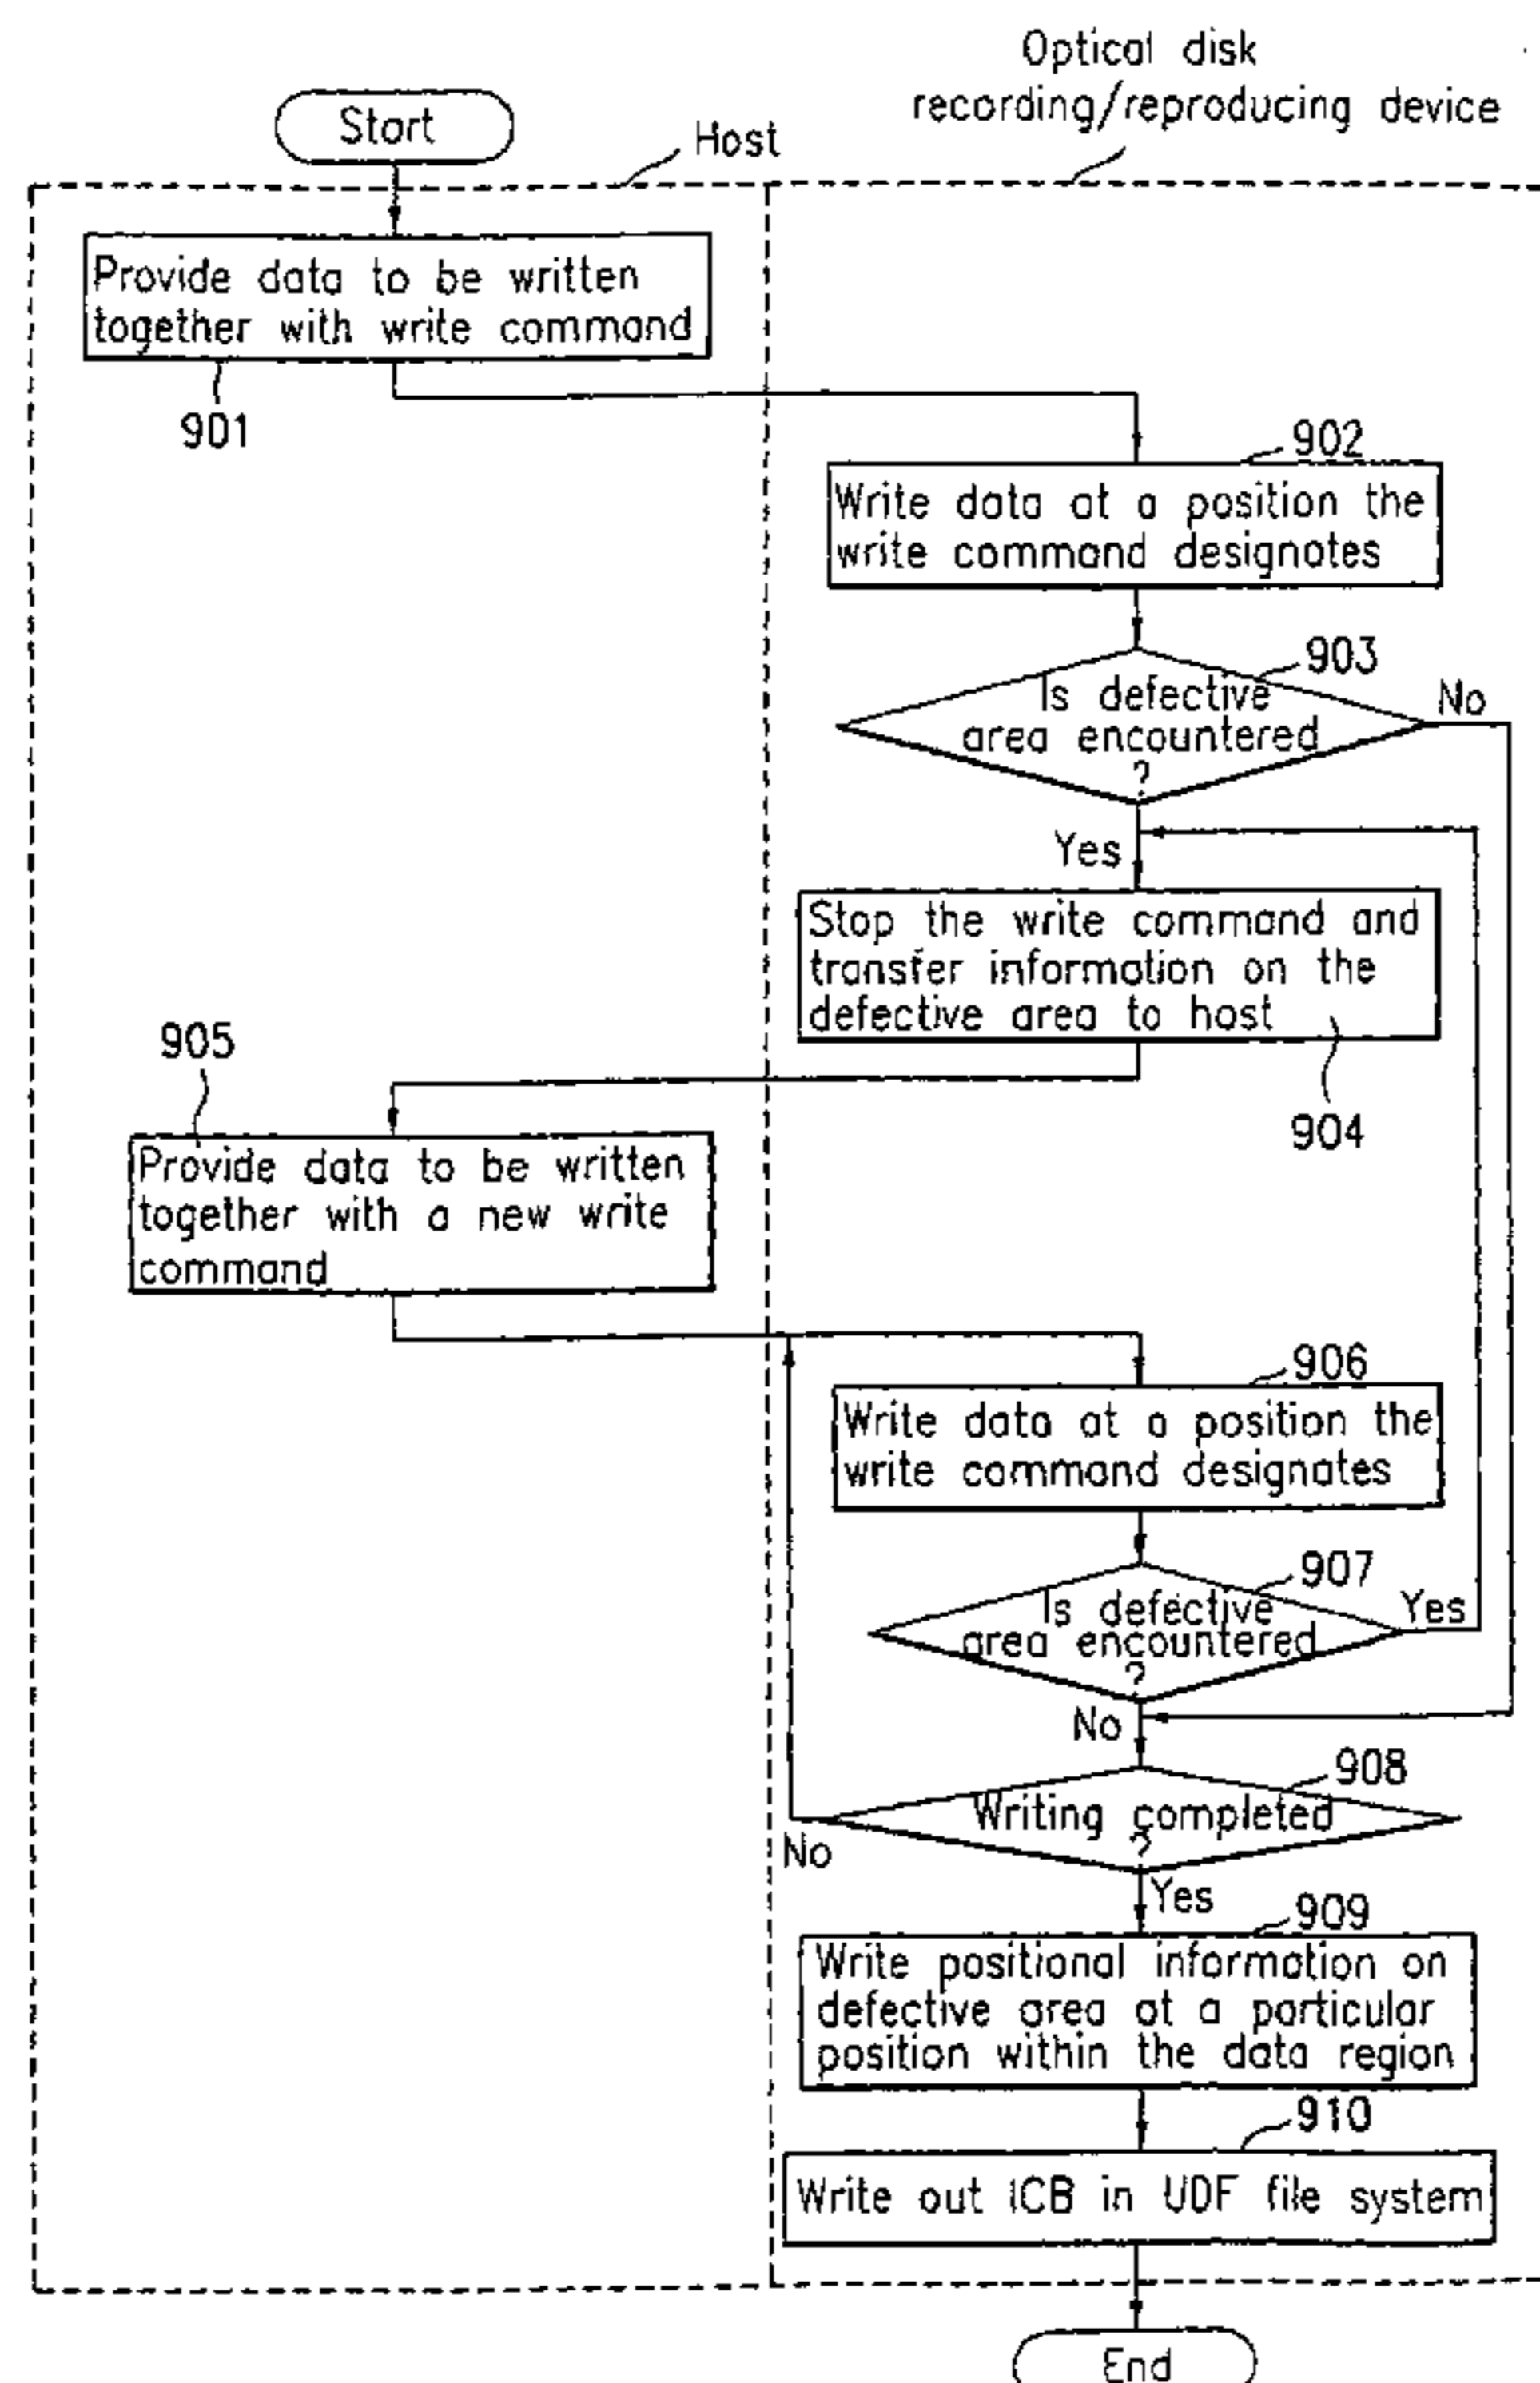 Optical disk
recording/reproducing device
Start
Host
Provide data to be written
together with write command
901
902
Write data at a position the
write command designates
903
Is defective
area encountered
?
No
Yes
Stop the write command and
transfer information on the
defective area to host
904
905
Provide data to be written
together with a new write
command
906
Write data at a position the
write command designates
907
Is defective
area encountered
?
Yes
No
908
Writing completed
?
No
Yes
909
Write positional information on
defective area at a particular
position within the data region
910
Write out ICB in UDF file system
End